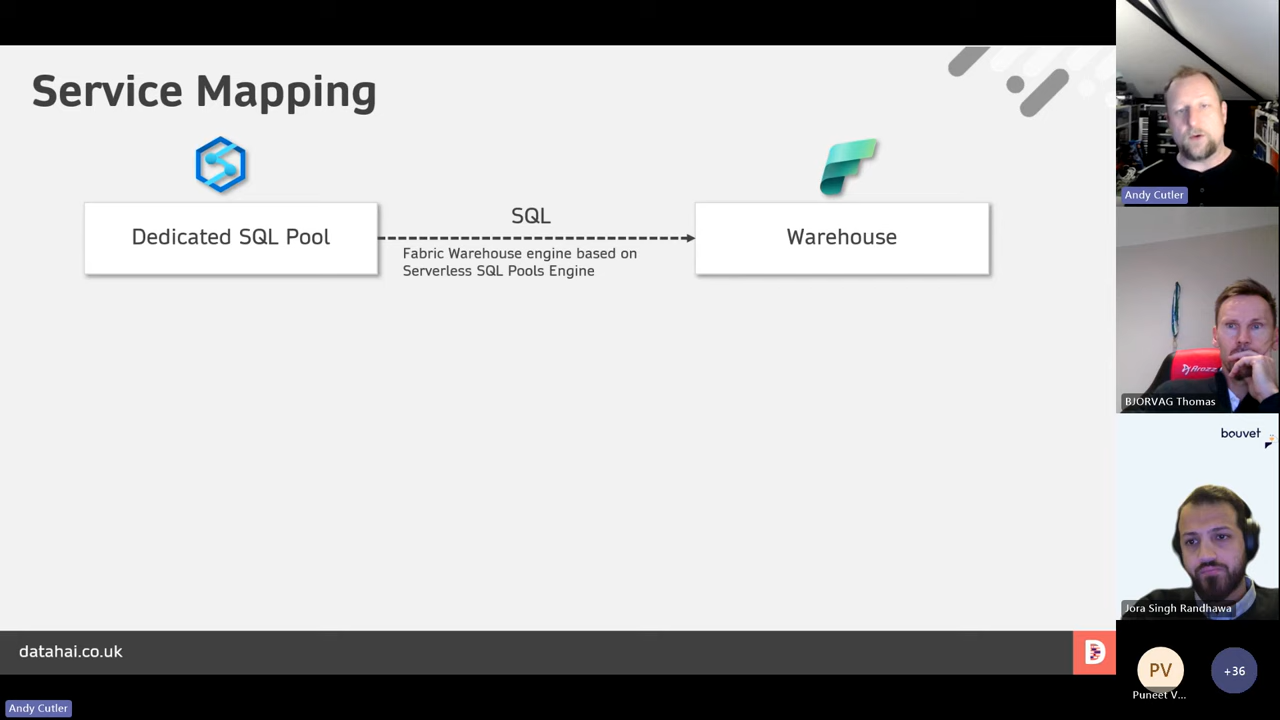 Service Mapping
Dedicated SQL Pool
SQL
Fabric Warehouse engine based on
Serverless SQL Pools Engine
Warehouse
datahai.co.uk
D
Andy Cutler
Andy Cutler
BJORVAG Thomas
bouvet
Jora Singh Randhawa
PV
Puneet V...
+36